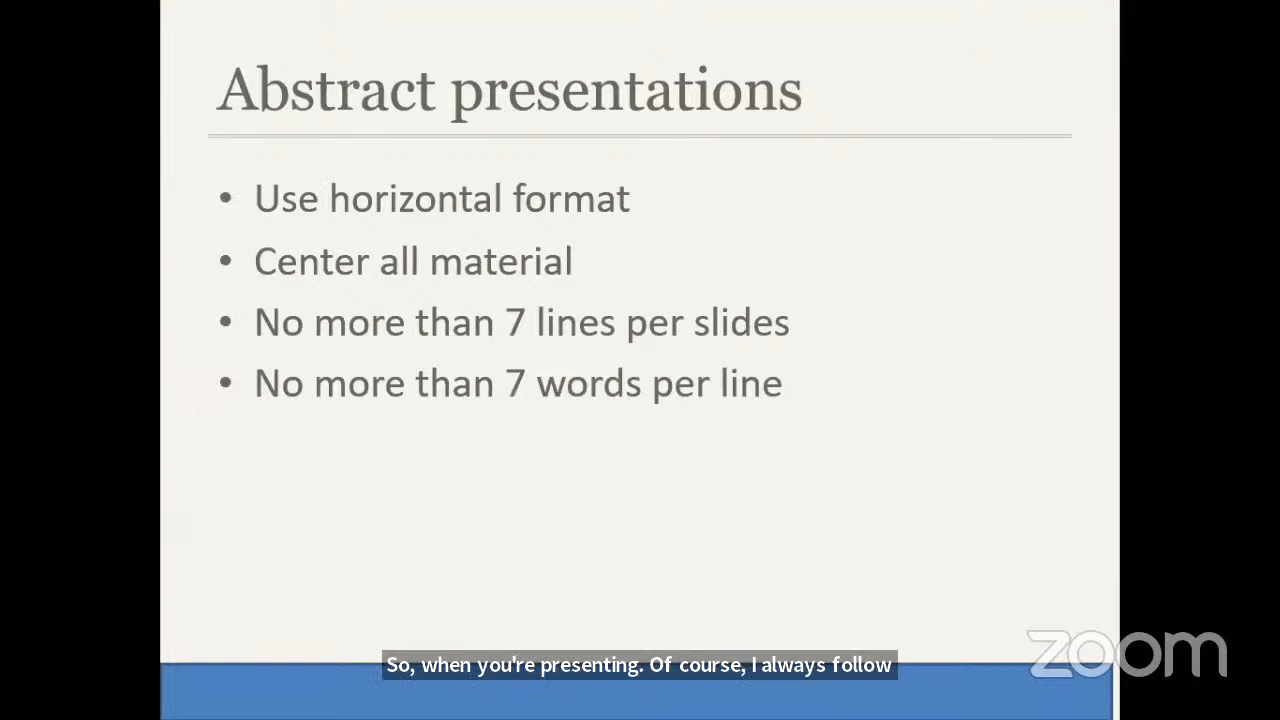 Abstract presentations
• Use horizontal format
• Center all material
• No more than 7 lines per slides
• No more than 7 words per line
So, when you're presenting. Of course, I always follow
zoom